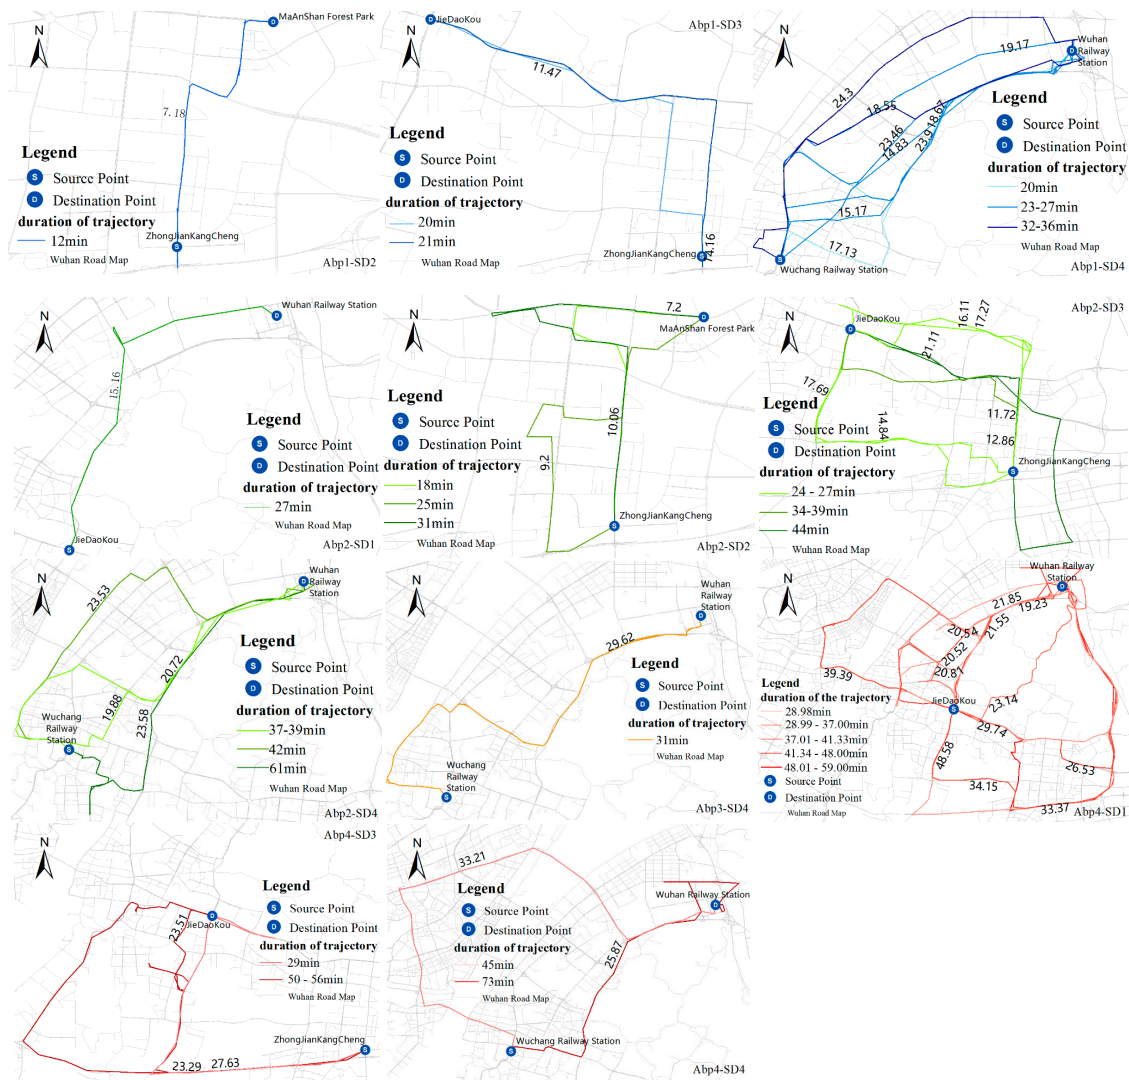 N
MaAnShan Forest Park
7.18
Legend
S Source Point
D Destination Point
duration of trajectory
12min
Wuhan Road Map
ZhongJianKangCheng
Abp1-SD2
N
JieDaoKou
Abp1-SD3
11.47
Legend
S Source Point
D Destination Point
duration of trajectory
20min
21min
Wuhan Road Map
ZhongJianKangCheng
14.16
N
Wuhan
Railway
Station
19.17
24.3
18.55
18.67
23.46
14.83
23.9
15.17
17.13
Legend
S Source Point
D Destination Point
duration of trajectory
20min
23-27min
32-36min
Wuhan Road Map
Wuchang Railway Station
Abp1-SD4
N
Wuhan Railway Station
15.16
Legend
S Source Point
D Destination Point
duration of trajectory
27min
Wuhan Road Map
JieDaoKou
Abp2-SD1
N
7.2
MaAnShan Forest Park
Legend
S Source Point
D Destination Point
duration of trajectory
18min
25min
31min
Wuhan Road Map
10.06
9.2
ZhongJianKangCheng
Abp2-SD2
N
Abp2-SD3
JieDaoKou
16.11
17.27
21.11
17.69
14.84
11.72
12.86
Legend
S Source Point
D Destination Point
duration of trajectory
24 - 27min
34-39min
44min
Wuhan Road Map
ZhongJianKangCheng
N
Wuhan
Railway
Station
23.53
20.72
19.88
23.58
Wuchang
Railway
Station
Legend
S Source Point
D Destination Point
duration of trajectory
37-39min
42min
61min
Wuhan Road Map
Abp2-SD4
N
Wuhan
Railway
Station
29.62
Legend
S Source Point
D Destination Point
duration of trajectory
31min
Wuhan Road Map
Wuchang
Railway
Station
Abp3-SD4
N
Wuhan Railway
Station
21.85
19.23
20.54
21.55
20.52
20.81
39.39
JieDaoKou
23.14
29.74
48.58
26.53
34.15
33.37
Legend
duration of the trajectory
28.98min
28.99 - 37.00min
37.01 - 41.33min
41.34 - 48.00min
48.01 - 59.00min
S Source Point
D Destination Point
Wuhan Road Map
Abp4-SD1
N
Abp4-SD3
23.51
JieDaoKou
Legend
S Source Point
D Destination Point
duration of trajectory
29min
50 - 56min
Wuhan Road Map
ZhongJianKangCheng
23.29
27.63
N
33.21
Wuhan Railway Station
Legend
S Source Point
D Destination Point
duration of trajectory
45min
73min
Wuhan Road Map
25.87
Wuchang Railway Station
Abp4-SD4